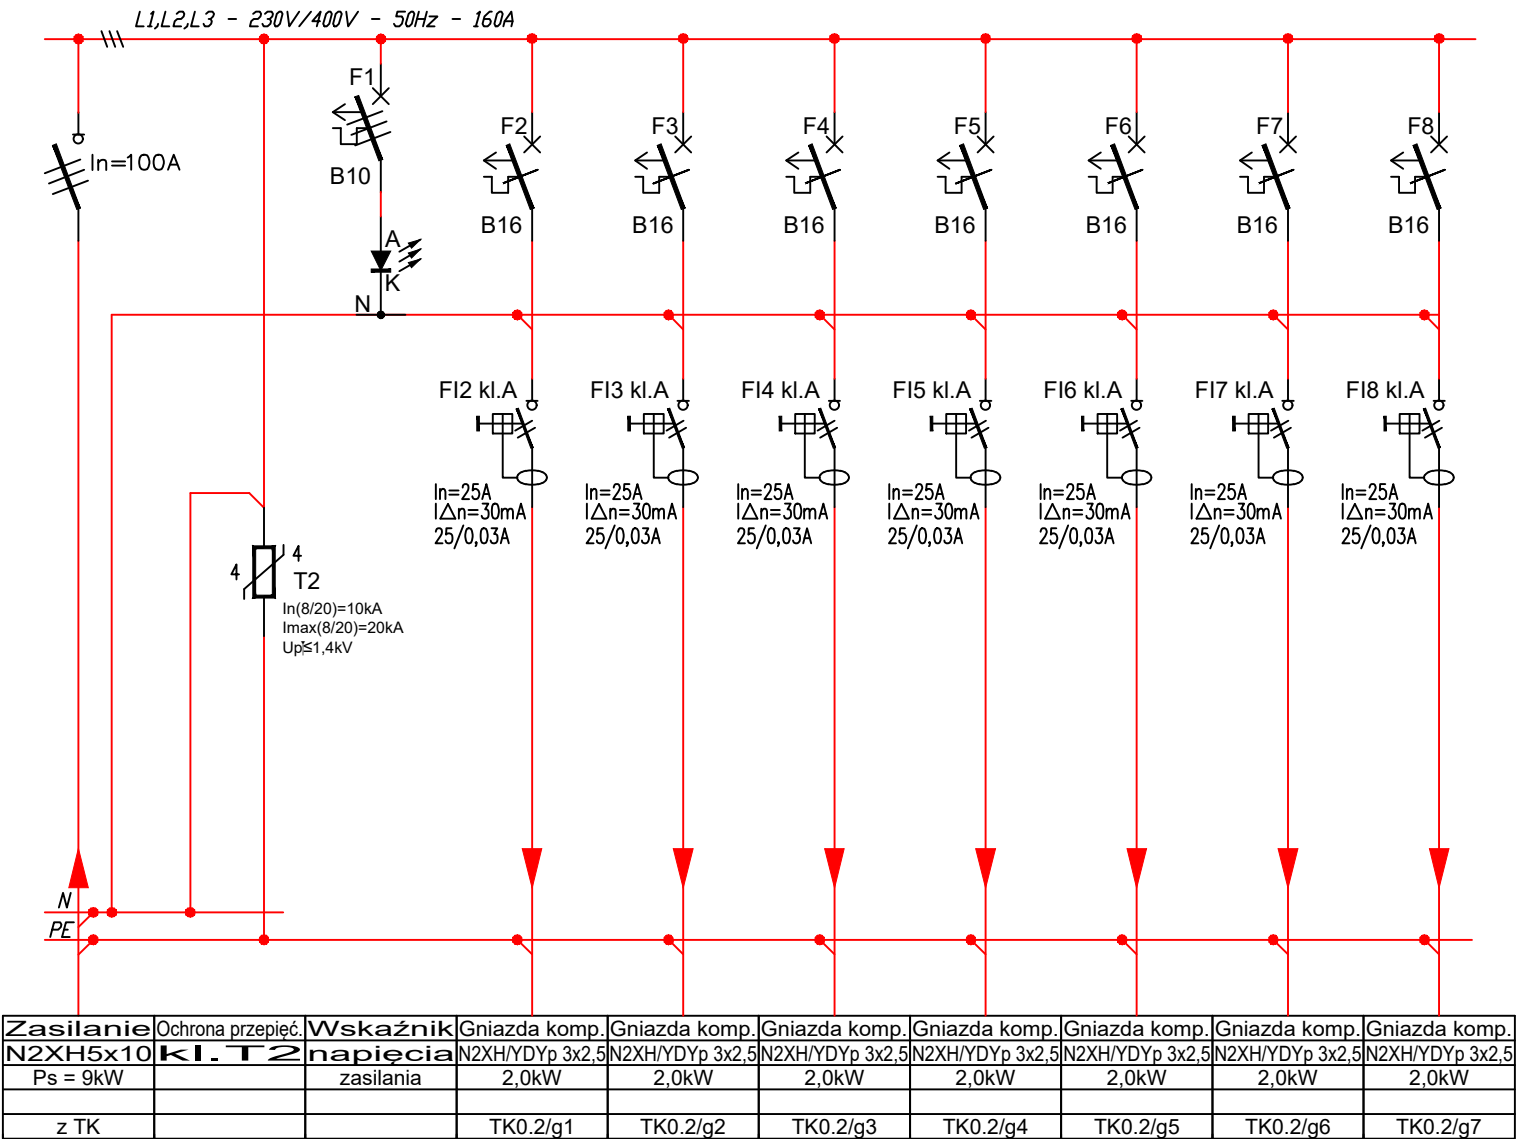 L1,L2,L3 - 230V/400V - 50Hz - 160A
F1
F2 F3 F4 F5 F6 F7 F8
In=100A
B10
B16 B16 B16 B16 B16 B16 B16
A
K
N
FI2 kl.A FI3 kl.A FI4 kl.A FI5 kl.A FI6 kl.A FI7 kl.A FI8 kl.A
In=25A In=25A In=25A In=25A In=25A In=25A In=25A
I△n=30mA I△n=30mA I△n=30mA I△n=30mA I△n=30mA I△n=30mA I△n=30mA
25/0,03A 25/0,03A 25/0,03A 25/0,03A 25/0,03A 25/0,03A 25/0,03A
4
4
T2
In(8/20)=10kA
Imax(8/20)=20kA
Up≤1,4kV
N
PE
Zasilanie Ochrona przepięć. Wskaźnik Gniazda komp. Gniazda komp. Gniazda komp. Gniazda komp. Gniazda komp. Gniazda komp. Gniazda komp.
N2XH5x10 kl. T2 napięcia N2XH/YDYp 3x2,5 N2XH/YDYp 3x2,5 N2XH/YDYp 3x2,5 N2XH/YDYp 3x2,5 N2XH/YDYp 3x2,5 N2XH/YDYp 3x2,5 N2XH/YDYp 3x2,5
Ps = 9kW zasilania 2,0kW 2,0kW 2,0kW 2,0kW 2,0kW 2,0kW 2,0kW
z TK TK0.2/g1 TK0.2/g2 TK0.2/g3 TK0.2/g4 TK0.2/g5 TK0.2/g6 TK0.2/g7